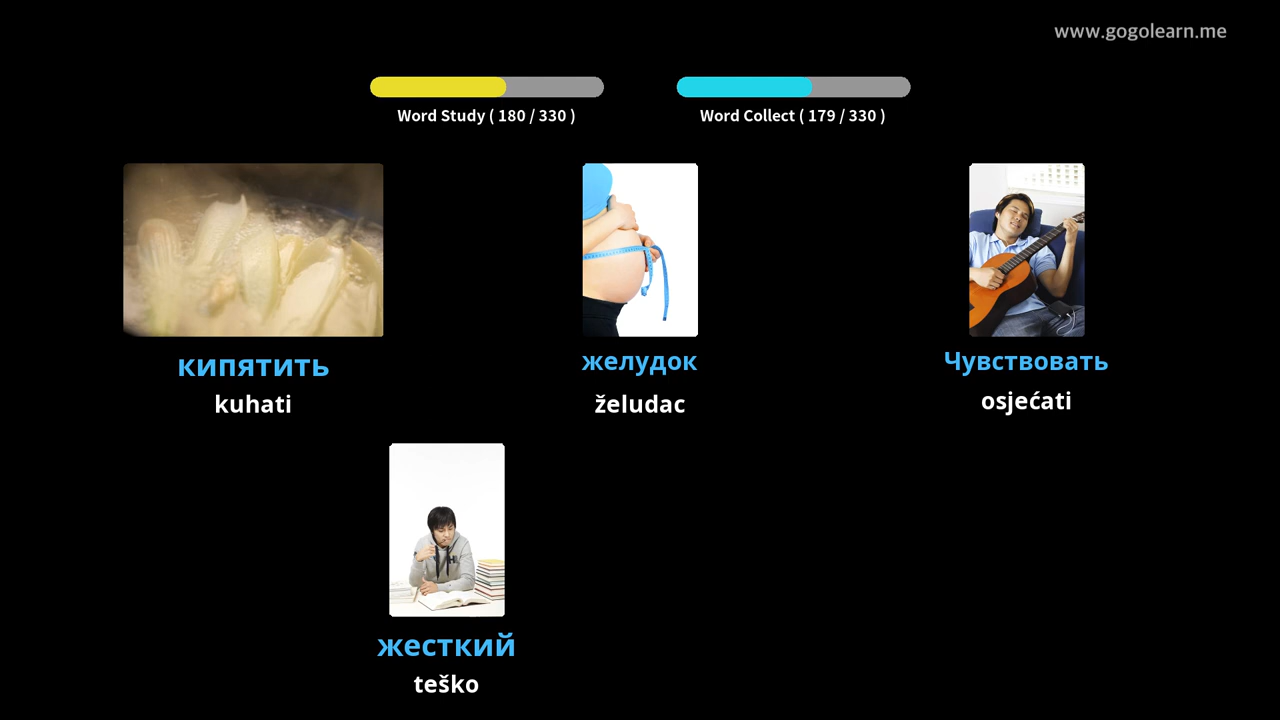 www.gogolearn.me
Word Study ( 180 / 330 )
Word Collect ( 179 / 330 )
кипятить
kuhati
желудок
želudac
Чувствовать
osjećati
жесткий
teško